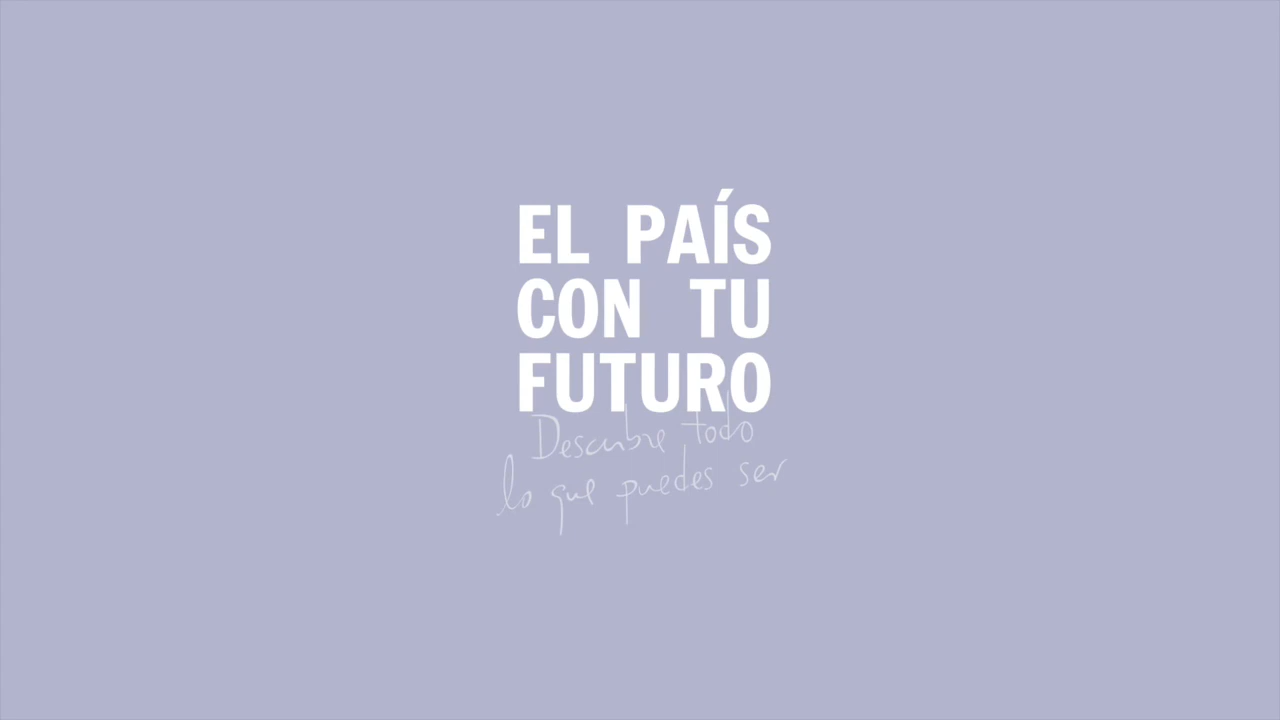 EL PAÍS
CON TU
FUTURO
Descubre todo
lo que puedes ser